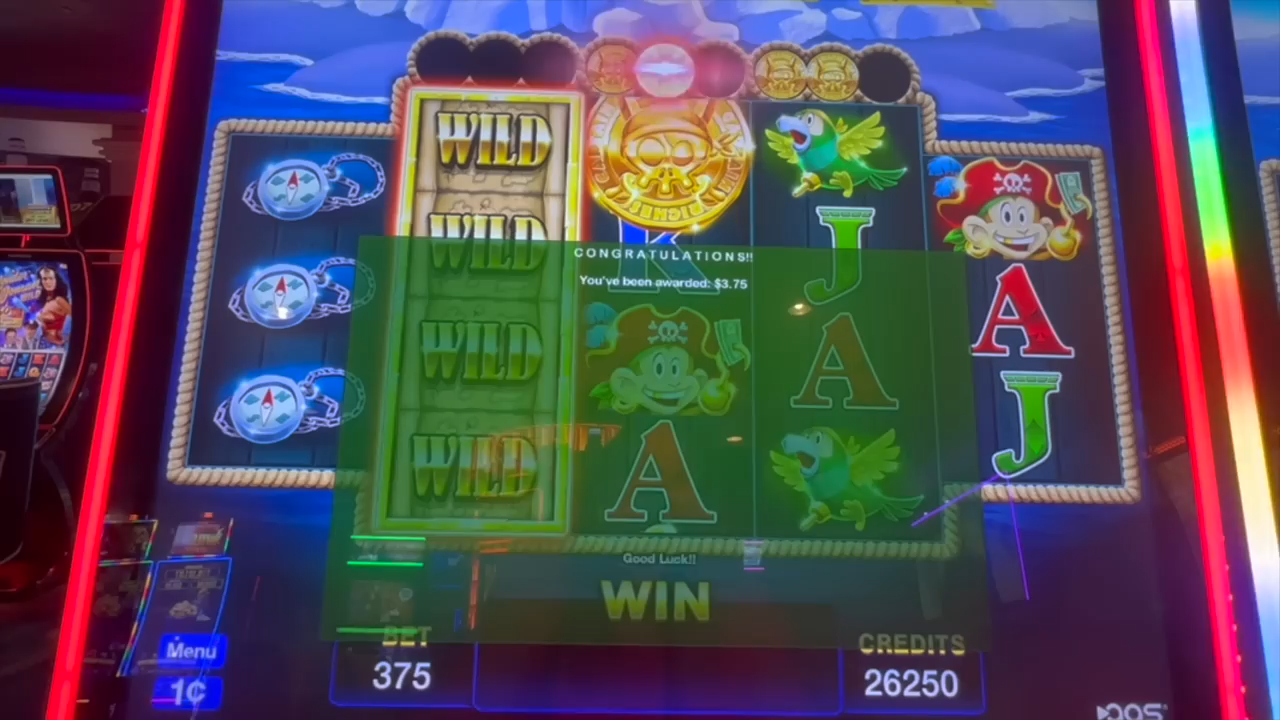 WILD
WILD
WILD
WILD
K
J
A
J
A
A
CONGRATULATIONS!!
You've been awarded: $3.75
Good Luck!!
WIN
BET
375
CREDITS
26250
Menu
1¢